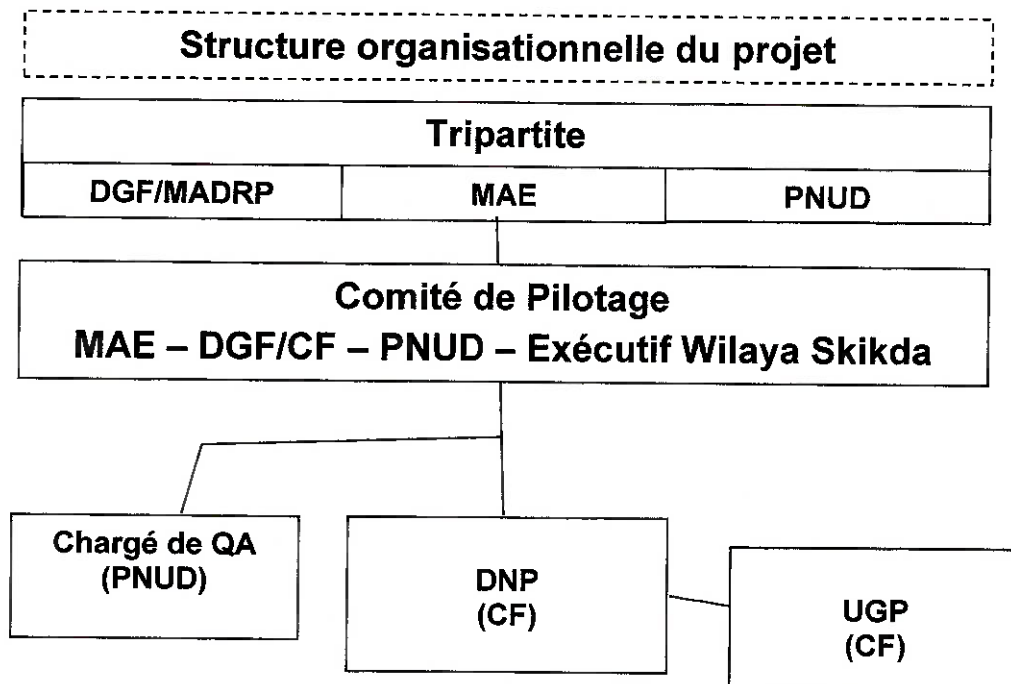 Structure organisationnelle du projet
Tripartite
DGF/MADRP
MAE
PNUD
Comité de Pilotage
MAE – DGF/CF – PNUD – Exécutif Wilaya Skikda
Chargé de QA
(PNUD)
DNP
(CF)
UGP
(CF)